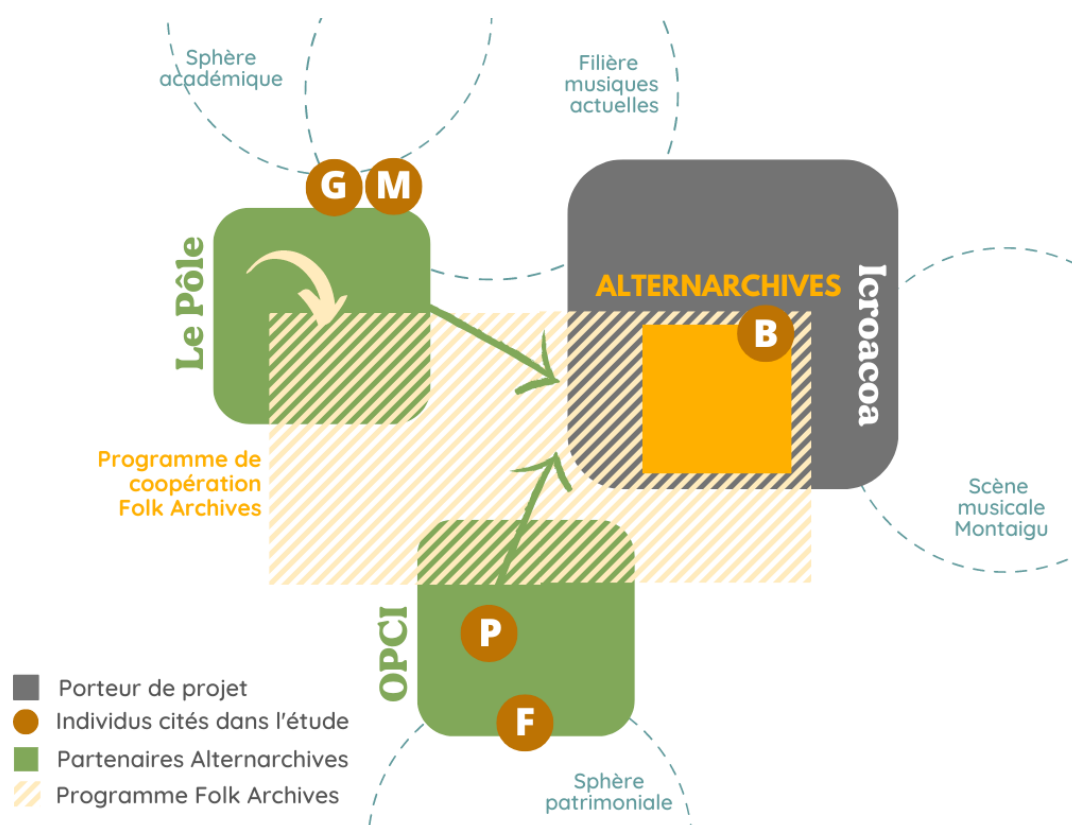 Sphère
académique
Filière
musiques
actuelles
G
M
Le Pôle
ALTERNARCHIVES
Icroacoa
B
Programme de
coopération
Folk Archives
Scène
musicale
Montaigu
OPCI
P
F
Porteur de projet
Individus cités dans l'étude
Partenaires Alternarchives
Programme Folk Archives
Sphère
patrimoniale